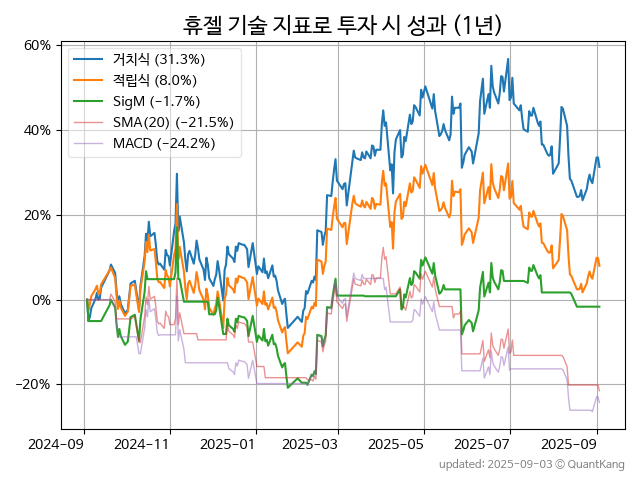 휴젤 기술 지표로 투자 시 성과 (1년)
60%
40%
20%
0%
−20%
거치식 (31.3%)
적립식 (8.0%)
SigM (−1.7%)
SMA(20) (−21.5%)
MACD (−24.2%)
2024-09 2024-11 2025-01 2025-03 2025-05 2025-07 2025-09
updated: 2025-09-03 © QuantKang